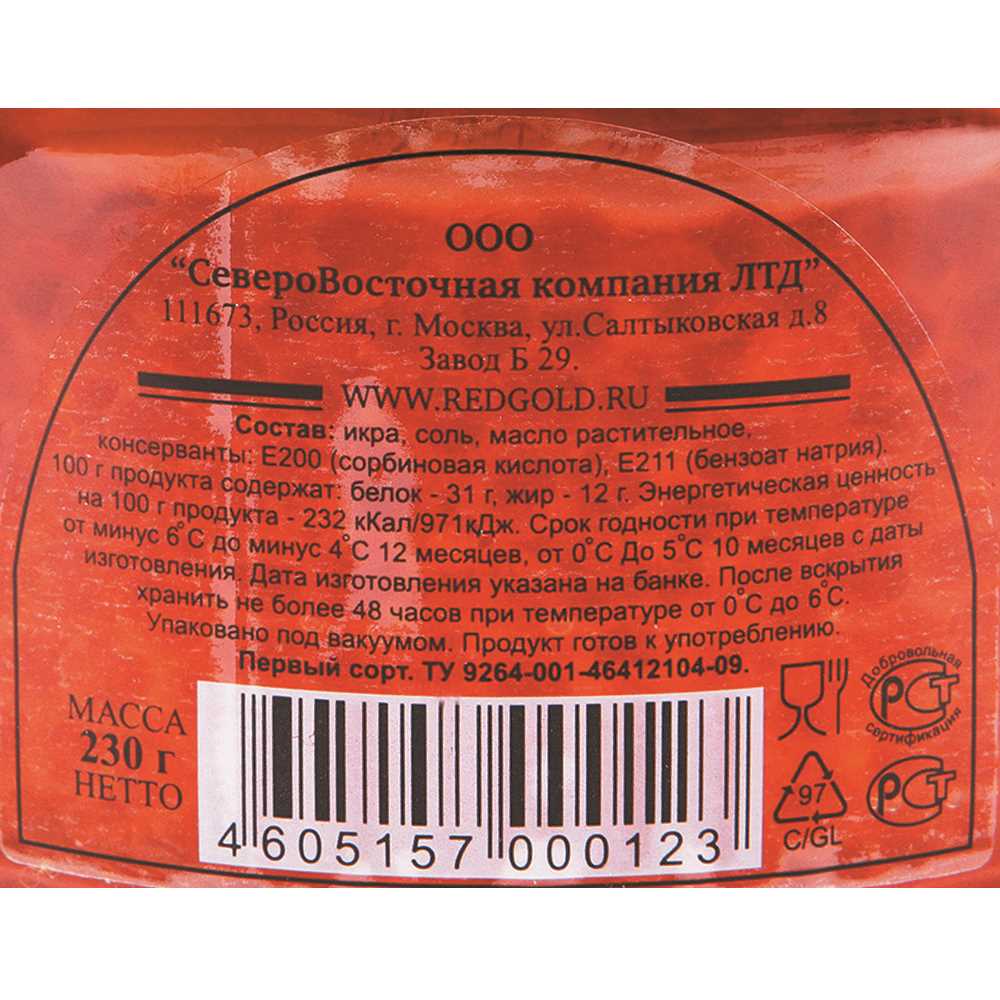 ООО
“СевероВосточная компания ЛТД”
111673, Россия, г. Москва, ул.Салтыковская д.8
Завод Б 29.
WWW.REDGOLD.RU
Состав: икра, соль, масло растительное,
консерванты: Е200 (сорбиновая кислота), Е211 (бензоат натрия).
100 г продукта содержат: белок - 31 г, жир - 12 г. Энергетическая ценность
на 100 г продукта - 232 кКал/971кДж. Срок годности при температуре
от минус 6°С до минус 4°С 12 месяцев, от 0°С До 5°С 10 месяцев с даты
изготовления. Дата изготовления указана на банке. После вскрытия
хранить не более 48 часов при температуре от 0°С до 6°С.
Упаковано под вакуумом. Продукт готов к употреблению.
Первый сорт. ТУ 9264-001-46412104-09.
МАССА
230 г
НЕТТО
4 605157 000123
Добровольная
РСТ
сертификация
97
C/GL
РСТ